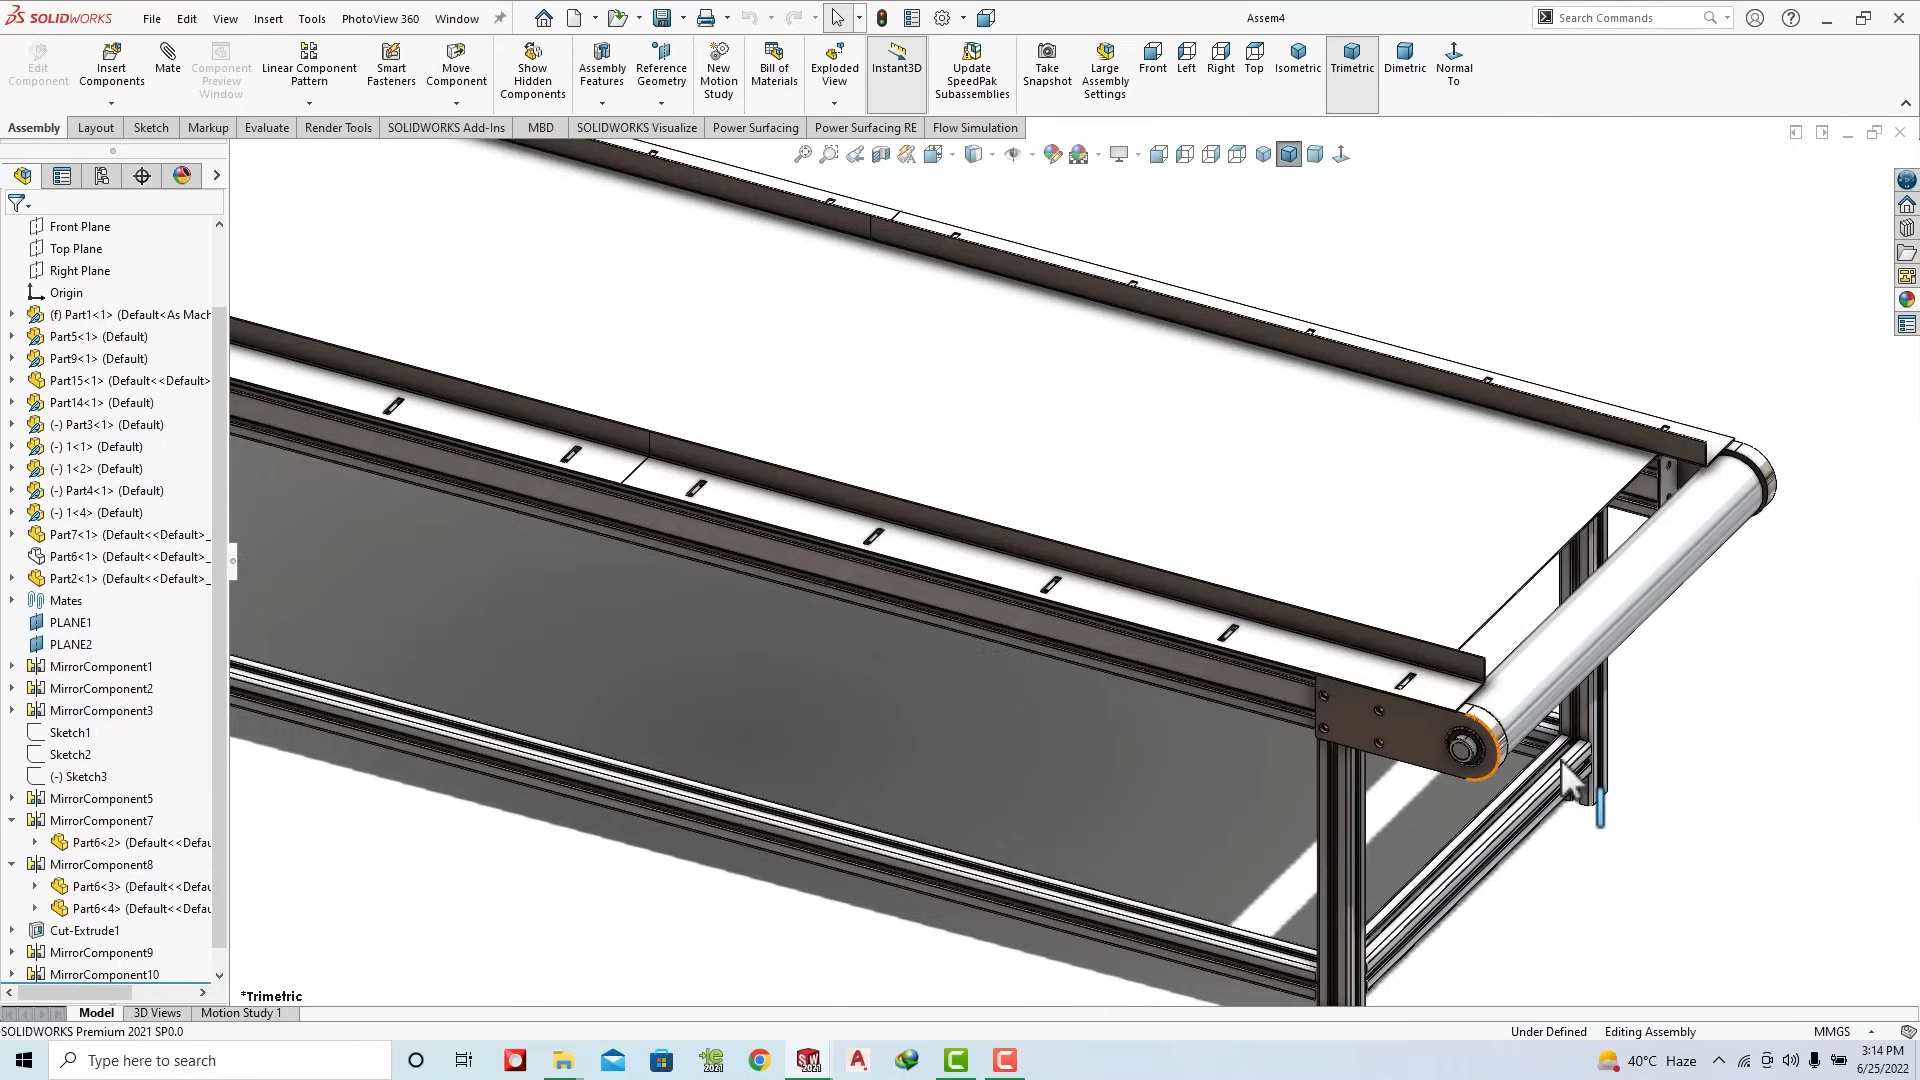 SOLIDWORKS File Edit View Insert Tools PhotoView 360 Window Assem4 Search Commands
Edit Component
Insert Components
Mate
Component Preview Window
Linear Component Pattern
Smart Fasteners
Move Component
Show Hidden Components
Assembly Features
Reference Geometry
New Motion Study
Bill of Materials
Exploded View
Instant3D
Update SpeedPak Subassemblies
Take Snapshot
Large Assembly Settings
Front
Left
Right
Top
Isometric
Trimetric
Dimetric
Normal To
Assembly Layout Sketch Markup Evaluate Render Tools SOLIDWORKS Add-Ins MBD SOLIDWORKS Visualize Power Surfacing Power Surfacing RE Flow Simulation
Front Plane
Top Plane
Right Plane
Origin
(f) Part1<1> (Default<As Mach
Part5<1> (Default)
Part9<1> (Default)
Part15<1> (Default<<Default>
Part14<1> (Default)
(-) Part3<1> (Default)
(-) 1<1> (Default)
(-) 1<2> (Default)
(-) Part4<1> (Default)
(-) 1<4> (Default)
Part7<1> (Default<<Default>_
Part6<1> (Default<<Default>_
Part2<1> (Default<<Default>_
Mates
PLANE1
PLANE2
MirrorComponent1
MirrorComponent2
MirrorComponent3
Sketch1
Sketch2
(-) Sketch3
MirrorComponent5
MirrorComponent7
Part6<2> (Default<<Defau
MirrorComponent8
Part6<3> (Default<<Defau
Part6<4> (Default<<Defau
Cut-Extrude1
MirrorComponent9
MirrorComponent10
*Trimetric
Model 3D Views Motion Study 1
SOLIDWORKS Premium 2021 SP0.0 Under Defined Editing Assembly MMGS
Type here to search 40°C Haze 3:14 PM
6/25/2022